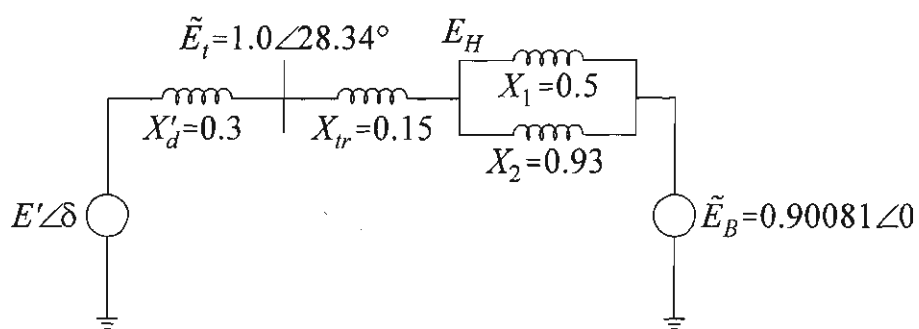 Ẽt=1.0∠28.34°
EH
X1=0.5
X′d=0.3
Xtr=0.15
X2=0.93
E′∠δ
ẼB=0.90081∠0